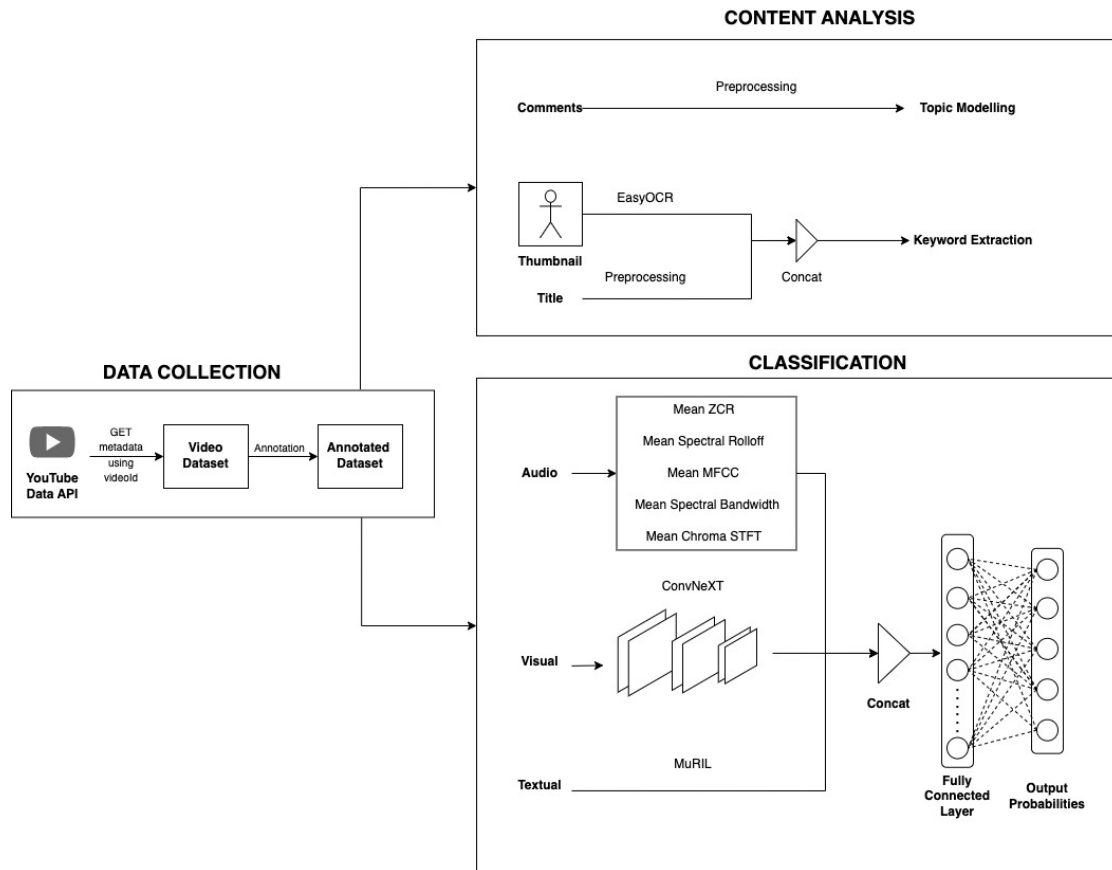 CONTENT ANALYSIS
Preprocessing
Comments
Topic Modelling
EasyOCR
Thumbnail
Keyword Extraction
Preprocessing
Concat
Title
DATA COLLECTION
GET
metadata
using
videoId
YouTube
Data API
Video
Dataset
Annotation
Annotated
Dataset
CLASSIFICATION
Mean ZCR
Mean Spectral Rolloff
Audio
Mean MFCC
Mean Spectral Bandwidth
Mean Chroma STFT
ConvNeXT
Visual
Concat
MuRIL
Textual
Fully
Connected
Layer
Output
Probabilities